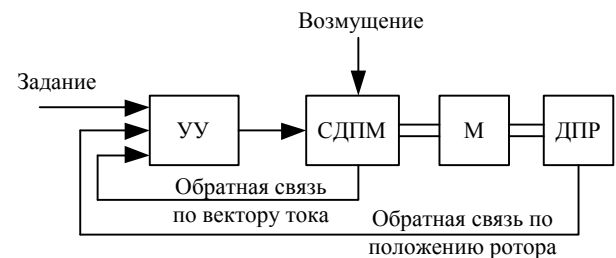 Возмущение
Задание
УУ
СДПМ
М
ДПР
Обратная связь
по вектору тока
Обратная связь по
положению ротора